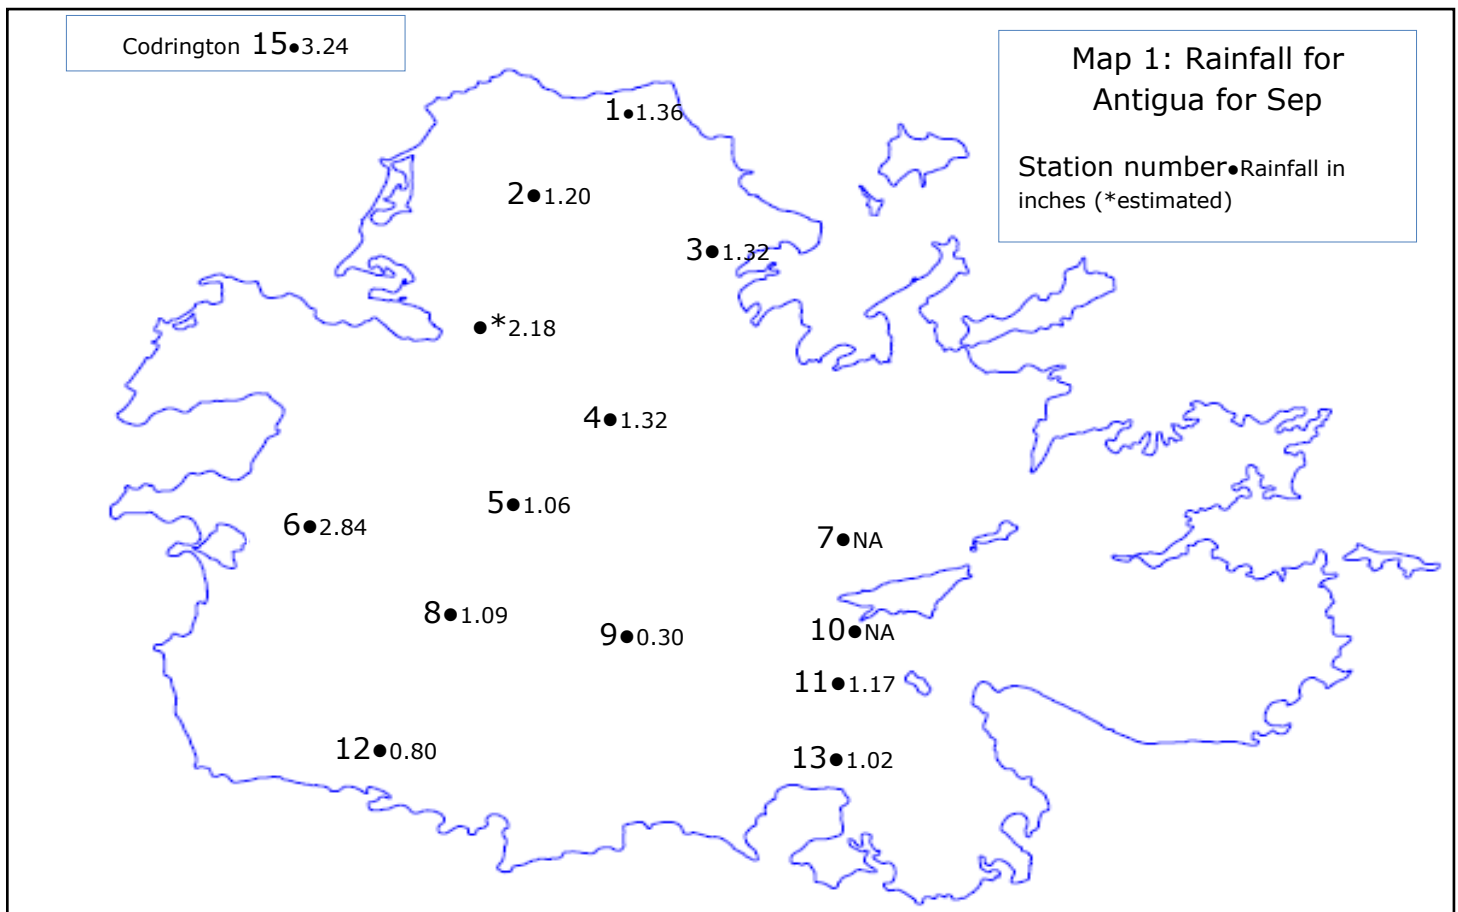 Codrington 15●3.24
Map 1: Rainfall for
Antigua for Sep
Station number●Rainfall in
inches (*estimated)
1●1.36
2●1.20
3●1.32
●*2.18
4●1.32
5●1.06
6●2.84
7●NA
8●1.09
9●0.30
10●NA
11●1.17
12●0.80
13●1.02